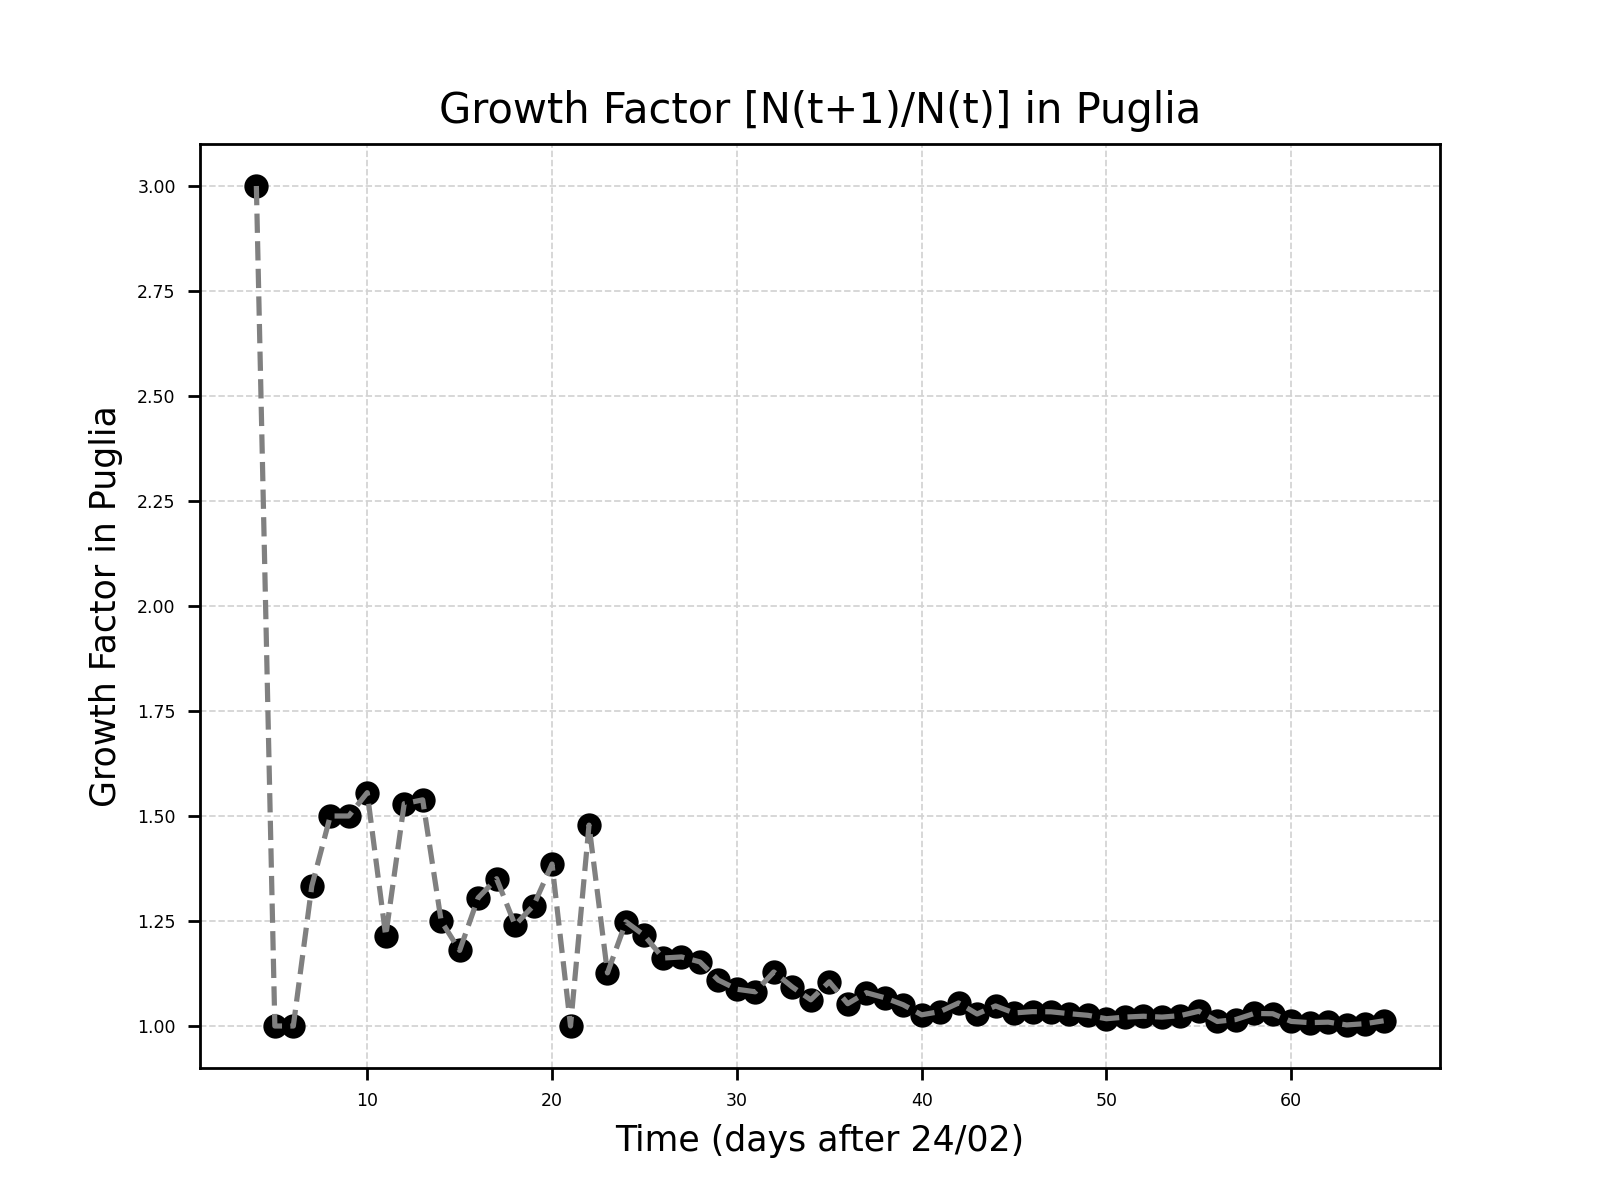 Growth Factor [N(t+1)/N(t)] in Puglia
Growth Factor in Puglia
3.00
2.75
2.50
2.25
2.00
1.75
1.50
1.25
1.00
10 20 30 40 50 60
Time (days after 24/02)